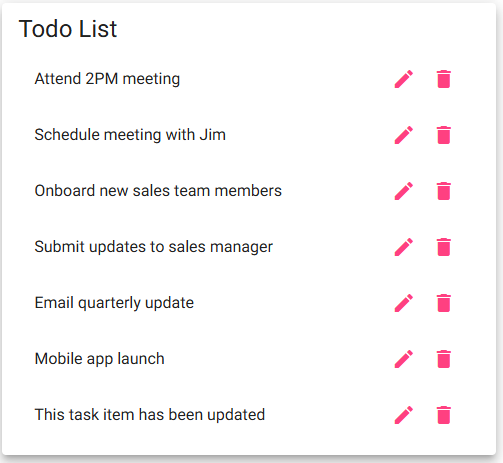 Todo List
Attend 2PM meeting
Schedule meeting with Jim
Onboard new sales team members
Submit updates to sales manager
Email quarterly update
Mobile app launch
This task item has been updated